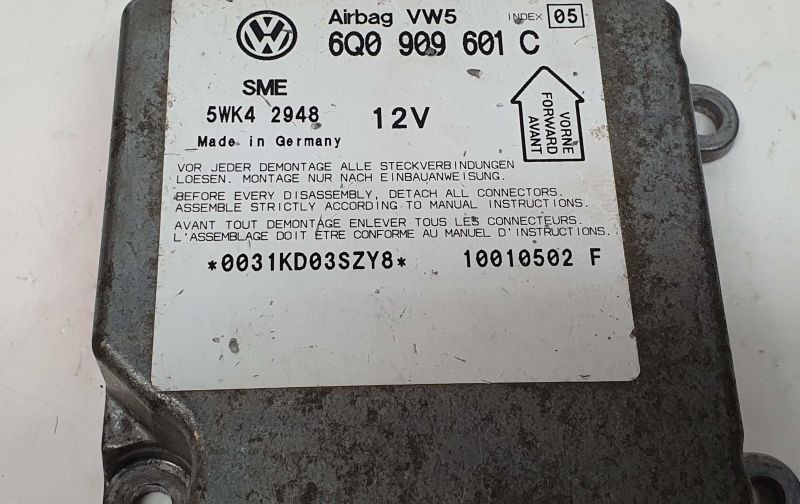 Airbag VW5 INDEX 05
6Q0 909 601 C
SME
5WK4 2948 12V
Made in Germany
VORNE
FORWARD
AVANT
VOR JEDER DEMONTAGE ALLE STECKVERBINDUNGEN
LOESEN. MONTAGE NUR NACH EINBAUANWEISUNG.
BEFORE EVERY DISASSEMBLY, DETACH ALL CONNECTORS.
ASSEMBLE STRICTLY ACCORDING TO MANUAL INSTRUCTIONS.
AVANT TOUT DEMONTAGE ENLEVER TOUS LES CONNECTEURS.
L'ASSEMBLAGE DOIT ÊTRE CONFORME AU MANUEL D'INSTRUCTIONS.
*0031KD03SZY8* 10010502 F